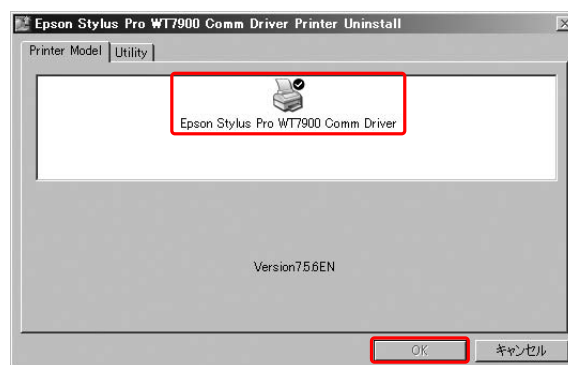 Epson Stylus Pro WT7900 Comm Driver Printer Uninstall
Printer Model Utility
Epson Stylus Pro WT7900 Comm Driver
Version7.5.6EN
OK キャンセル